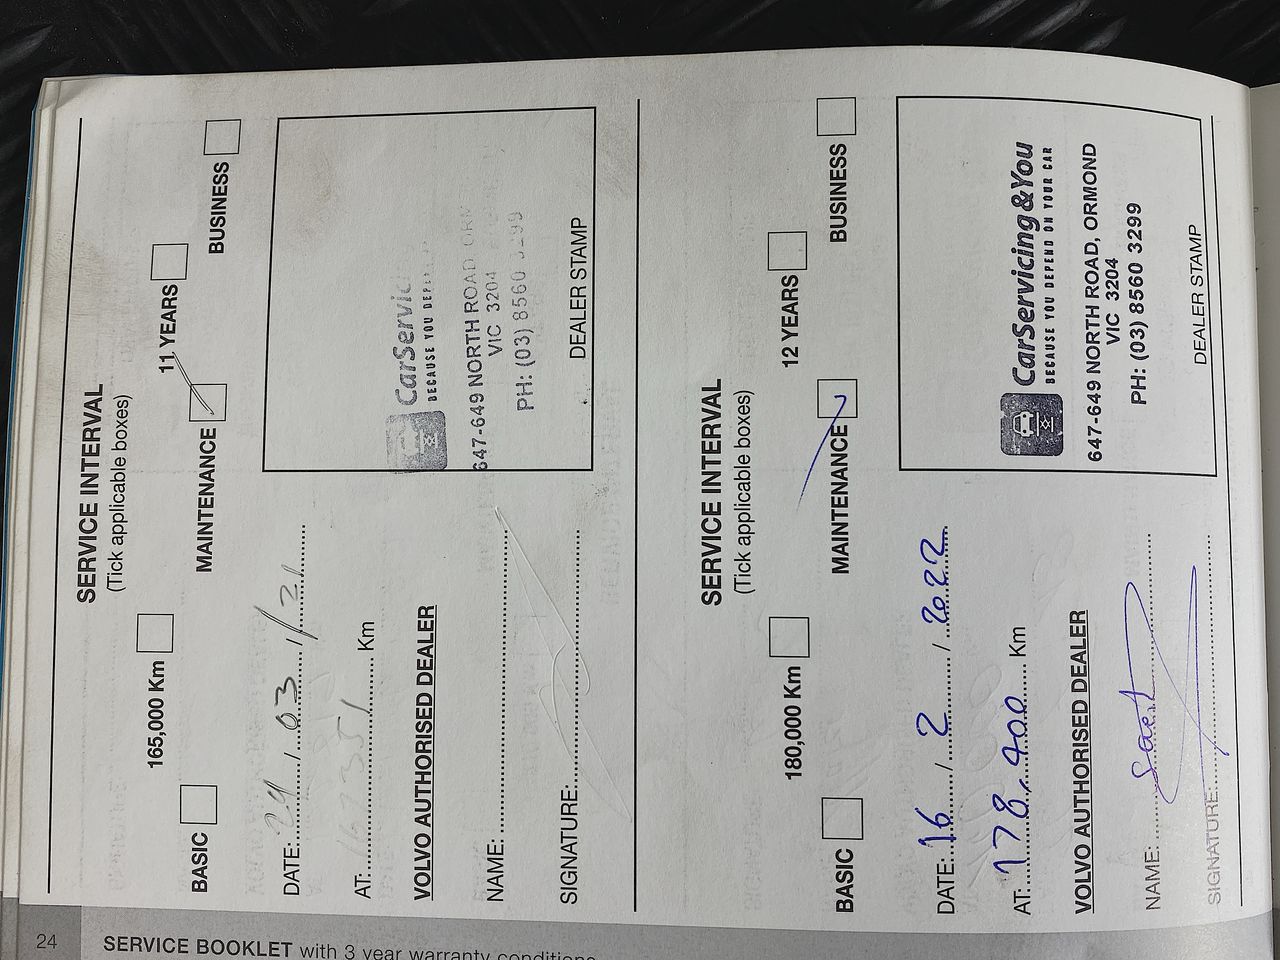 SERVICE INTERVAL
(Tick applicable boxes)
165,000 Km 11 YEARS
BASIC MAINTENANCE BUSINESS
DATE: 29 / 03 / 21
AT: Km
VOLVO AUTHORISED DEALER
NAME:
SIGNATURE:
CarServic
BECAUSE YOU DEPE
647-649 NORTH ROAD, ORM
VIC 3204
PH: (03) 8560 3299
DEALER STAMP
SERVICE INTERVAL
(Tick applicable boxes)
180,000 Km 12 YEARS
BASIC MAINTENANCE BUSINESS
DATE: 16 / 2 / 2022
AT: 178,400 Km
VOLVO AUTHORISED DEALER
NAME:
SIGNATURE:
CarServicing&You
BECAUSE YOU DEPEND ON YOUR CAR
647-649 NORTH ROAD, ORMOND
VIC 3204
PH: (03) 8560 3299
DEALER STAMP
24 SERVICE BOOKLET with 3 year warranty conditions